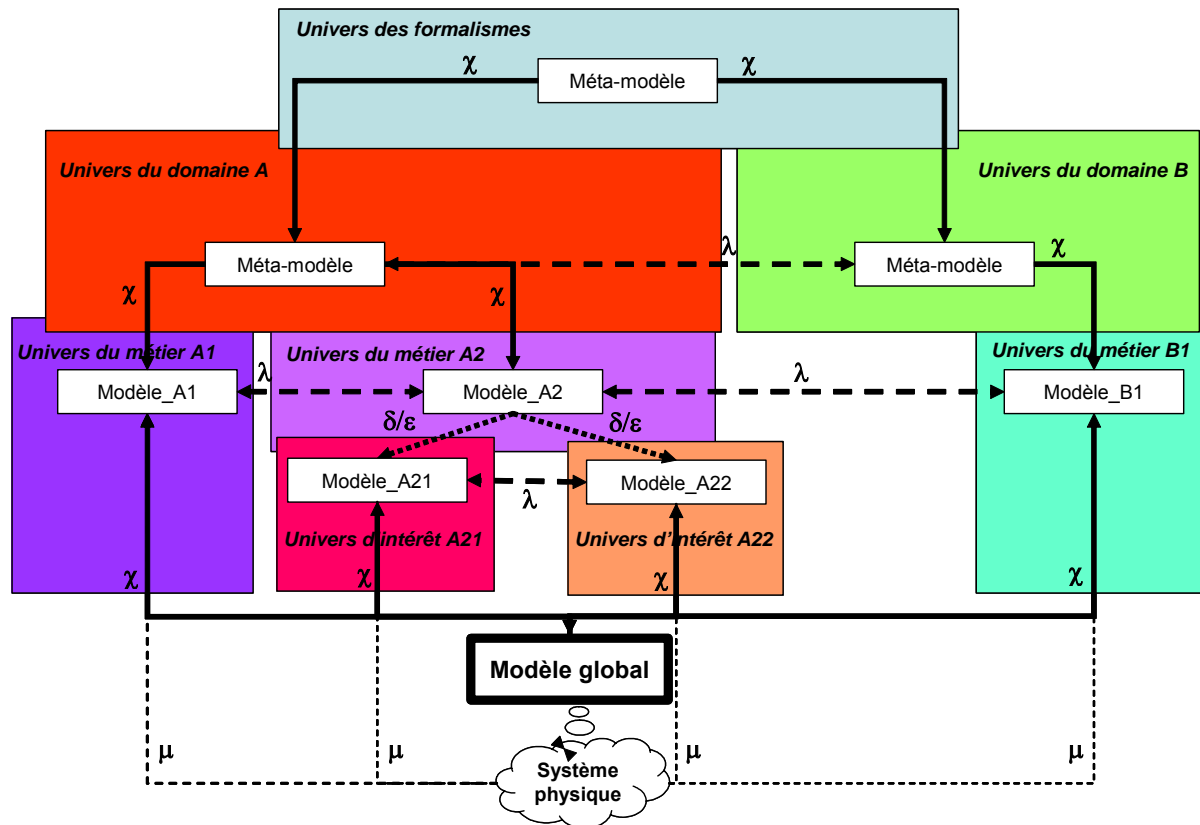 Univers des formalismes
χ
χ
Méta-modèle
Univers du domaine A
Univers du domaine B
λ
Méta-modèle
Méta-modèle
χ
χ
χ
Univers du métier A1
Univers du métier A2
Univers du métier B1
Modèle_A1
λ
Modèle_A2
λ
Modèle_B1
δ/ε
δ/ε
Modèle_A21
λ
Modèle_A22
Univers d'intérêt A21
Univers d'intérêt A22
χ
χ
χ
χ
Modèle global
μ
μ
μ
μ
Système
physique